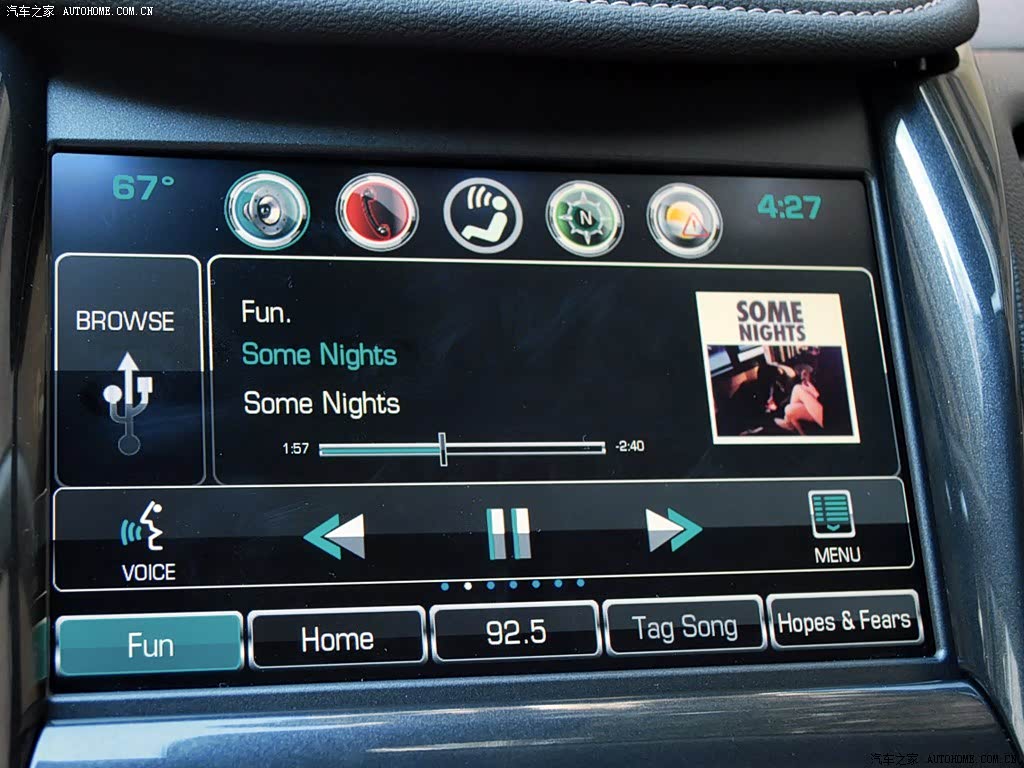 汽车之家 AUTOHOME.COM.CN
67° 4:27
N
BROWSE
Fun.
Some Nights
Some Nights
1:57 -2:40
SOME
NIGHTS
VOICE
MENU
Fun Home 92.5 Tag Song Hopes & Fears
汽车之家 AUTOHOME.COM.CN